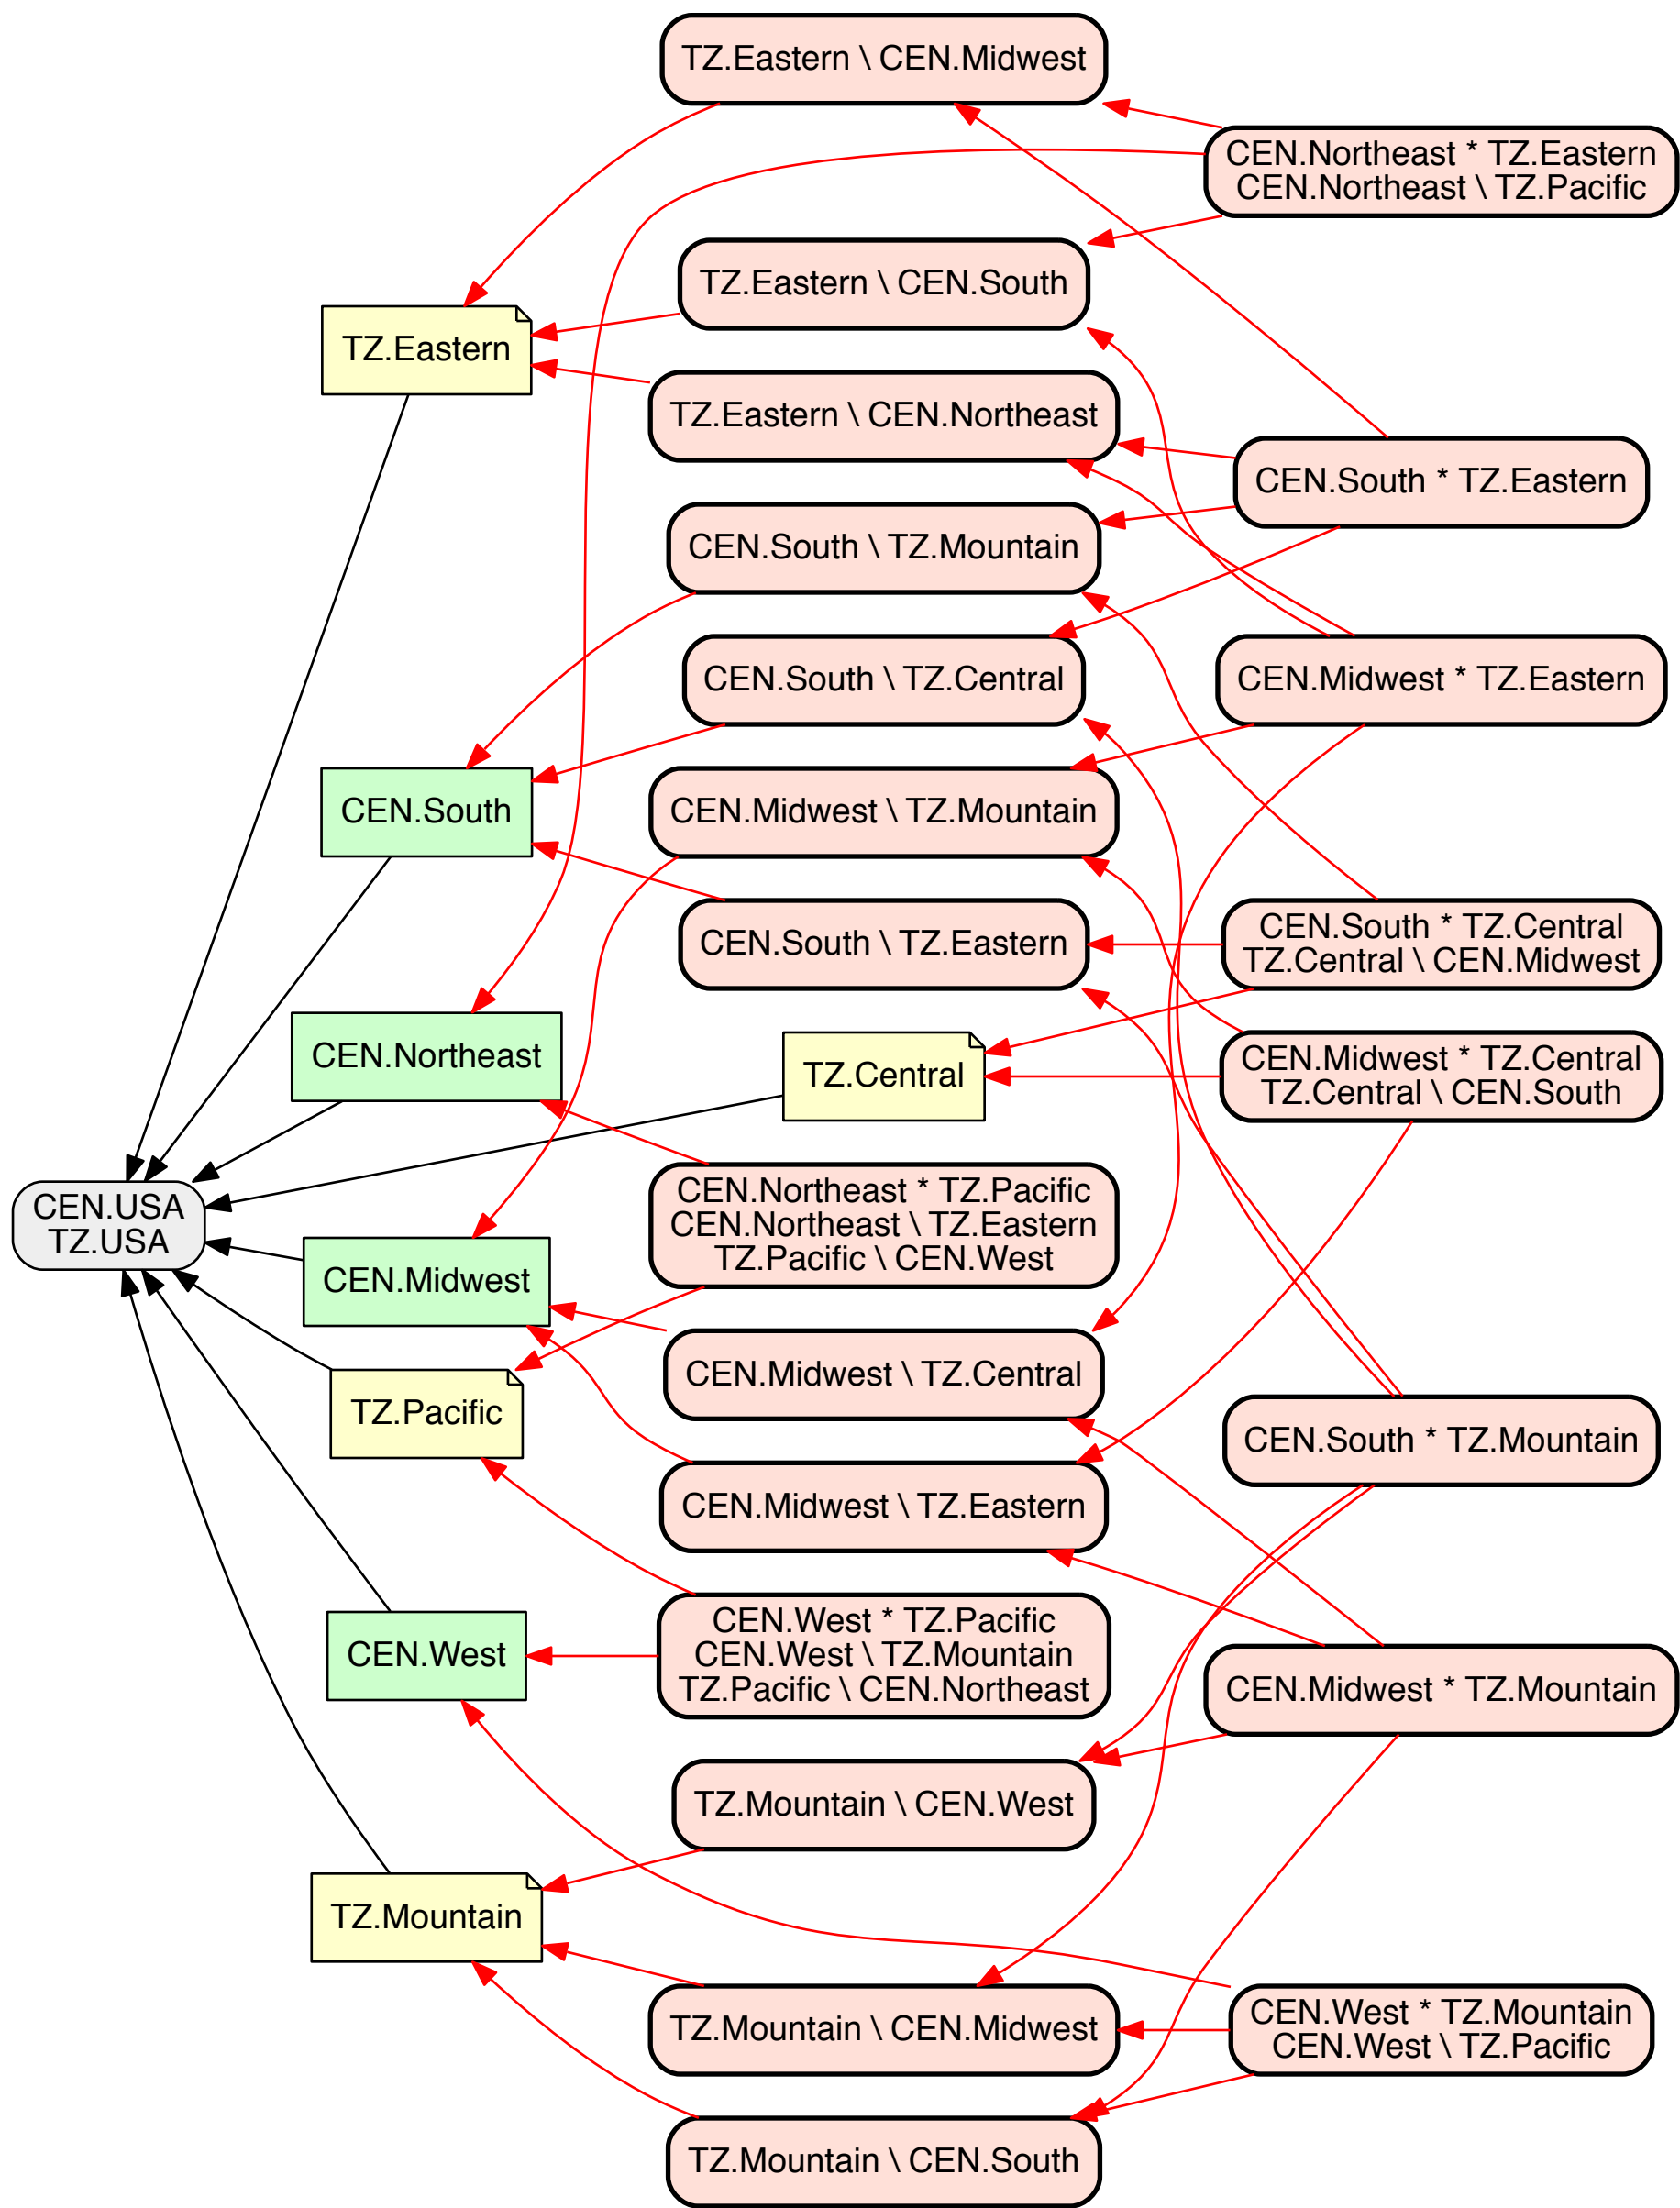 TZ.Eastern \ CEN.Midwest
CEN.Northeast * TZ.Eastern
CEN.Northeast \ TZ.Pacific
TZ.Eastern \ CEN.South
TZ.Eastern
TZ.Eastern \ CEN.Northeast
CEN.South * TZ.Eastern
CEN.South \ TZ.Mountain
CEN.South \ TZ.Central
CEN.Midwest * TZ.Eastern
CEN.South
CEN.Midwest \ TZ.Mountain
CEN.South \ TZ.Eastern
CEN.South * TZ.Central
TZ.Central \ CEN.Midwest
CEN.Northeast
TZ.Central
CEN.Midwest * TZ.Central
TZ.Central \ CEN.South
CEN.USA
TZ.USA
CEN.Northeast * TZ.Pacific
CEN.Northeast \ TZ.Eastern
TZ.Pacific \ CEN.West
CEN.Midwest
CEN.Midwest \ TZ.Central
TZ.Pacific
CEN.South * TZ.Mountain
CEN.Midwest \ TZ.Eastern
CEN.West
CEN.West * TZ.Pacific
CEN.West \ TZ.Mountain
TZ.Pacific \ CEN.Northeast
CEN.Midwest * TZ.Mountain
TZ.Mountain \ CEN.West
TZ.Mountain
TZ.Mountain \ CEN.Midwest
CEN.West * TZ.Mountain
CEN.West \ TZ.Pacific
TZ.Mountain \ CEN.South